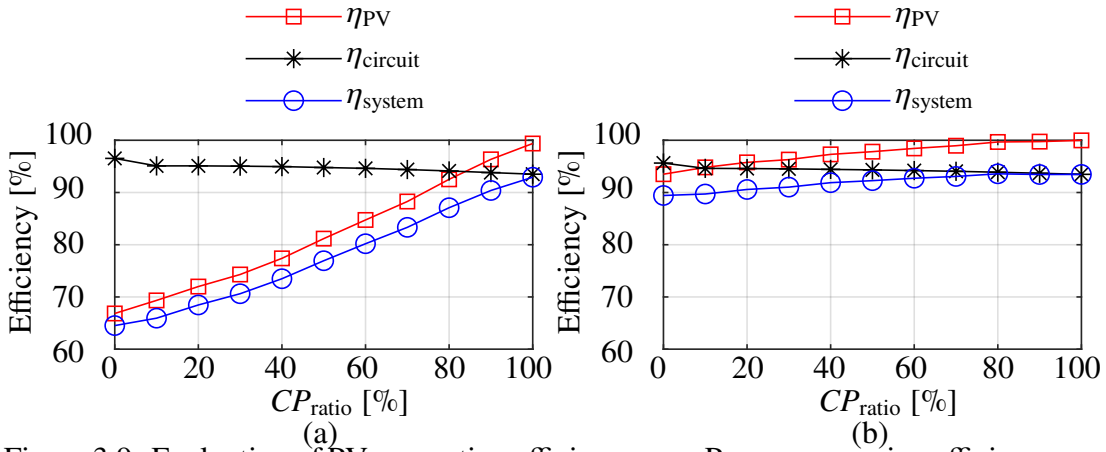 ηPV
ηcircuit
ηsystem
Efficiency [%]
100
90
80
70
60
0 20 40 60 80 100
CPratio [%]
(a)
ηPV
ηcircuit
ηsystem
Efficiency [%]
100
90
80
70
60
0 20 40 60 80 100
CPratio [%]
(b)